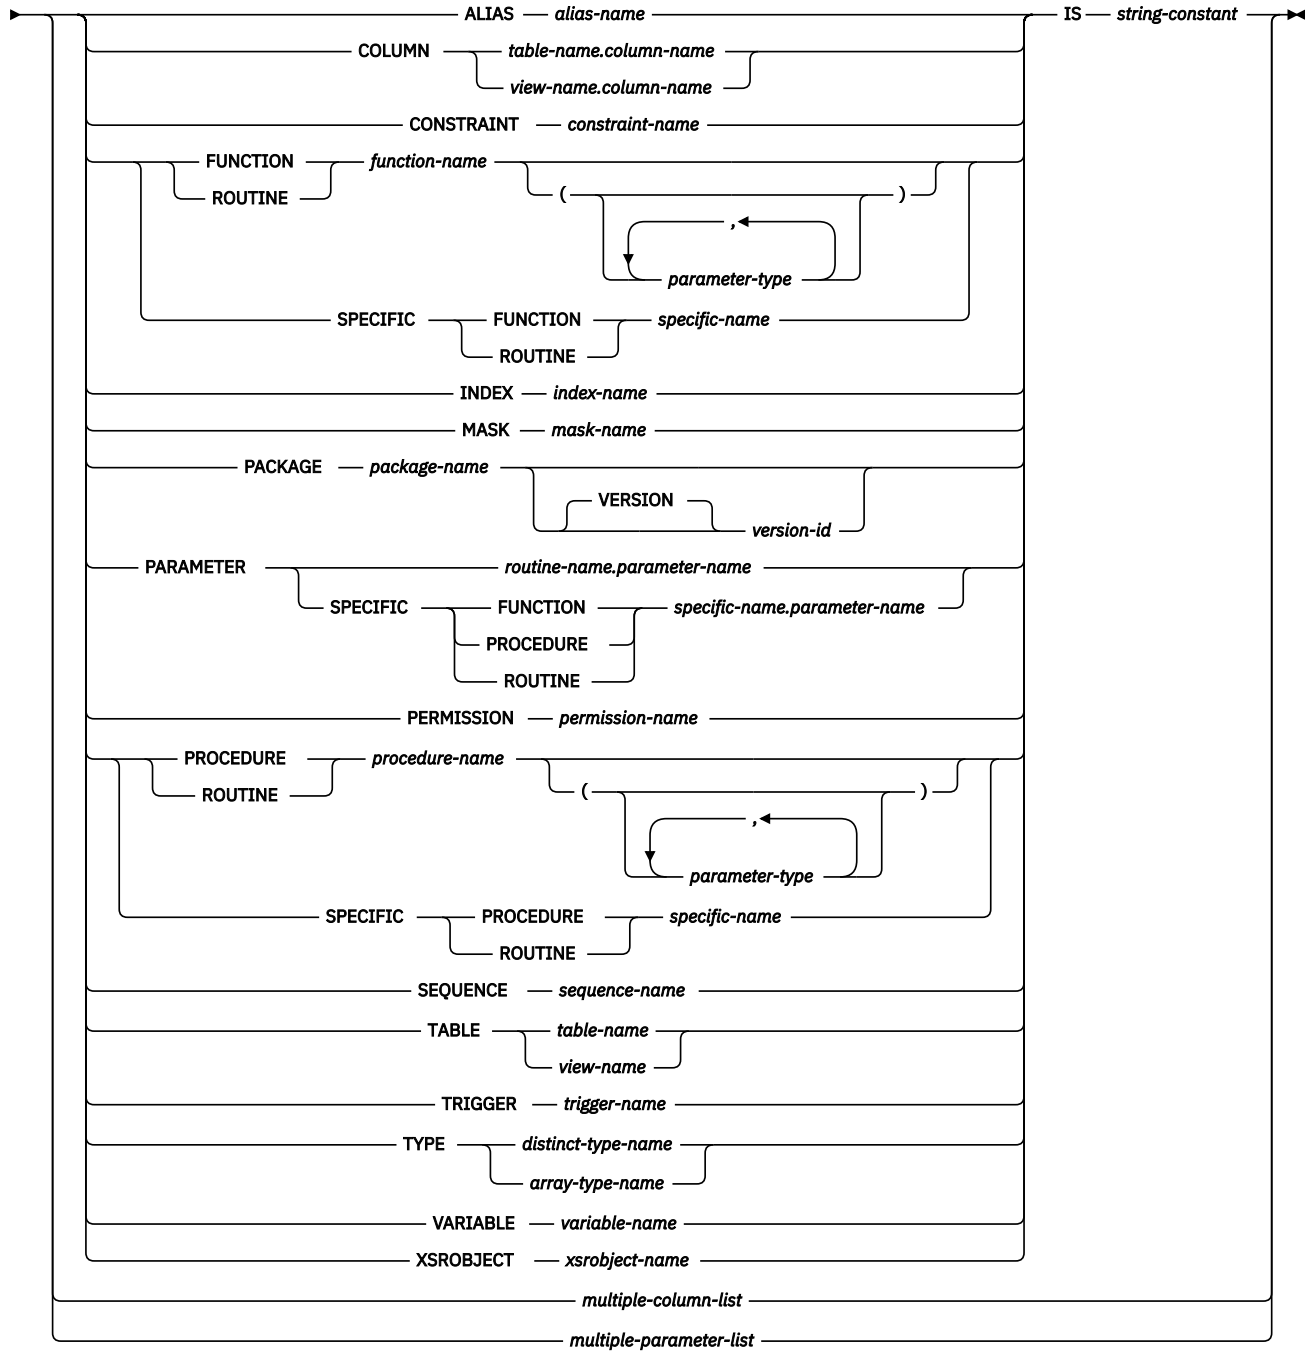 ALIAS alias-name IS string-constant
COLUMN table-name.column-name
view-name.column-name
CONSTRAINT constraint-name
FUNCTION function-name
ROUTINE ( )
,
parameter-type
SPECIFIC FUNCTION specific-name
ROUTINE
INDEX index-name
MASK mask-name
PACKAGE package-name
VERSION
version-id
PARAMETER routine-name.parameter-name
SPECIFIC FUNCTION specific-name.parameter-name
PROCEDURE
ROUTINE
PERMISSION permission-name
PROCEDURE procedure-name
ROUTINE ( )
,
parameter-type
SPECIFIC PROCEDURE specific-name
ROUTINE
SEQUENCE sequence-name
TABLE table-name
view-name
TRIGGER trigger-name
TYPE distinct-type-name
array-type-name
VARIABLE variable-name
XSROBJECT xsrobject-name
multiple-column-list
multiple-parameter-list